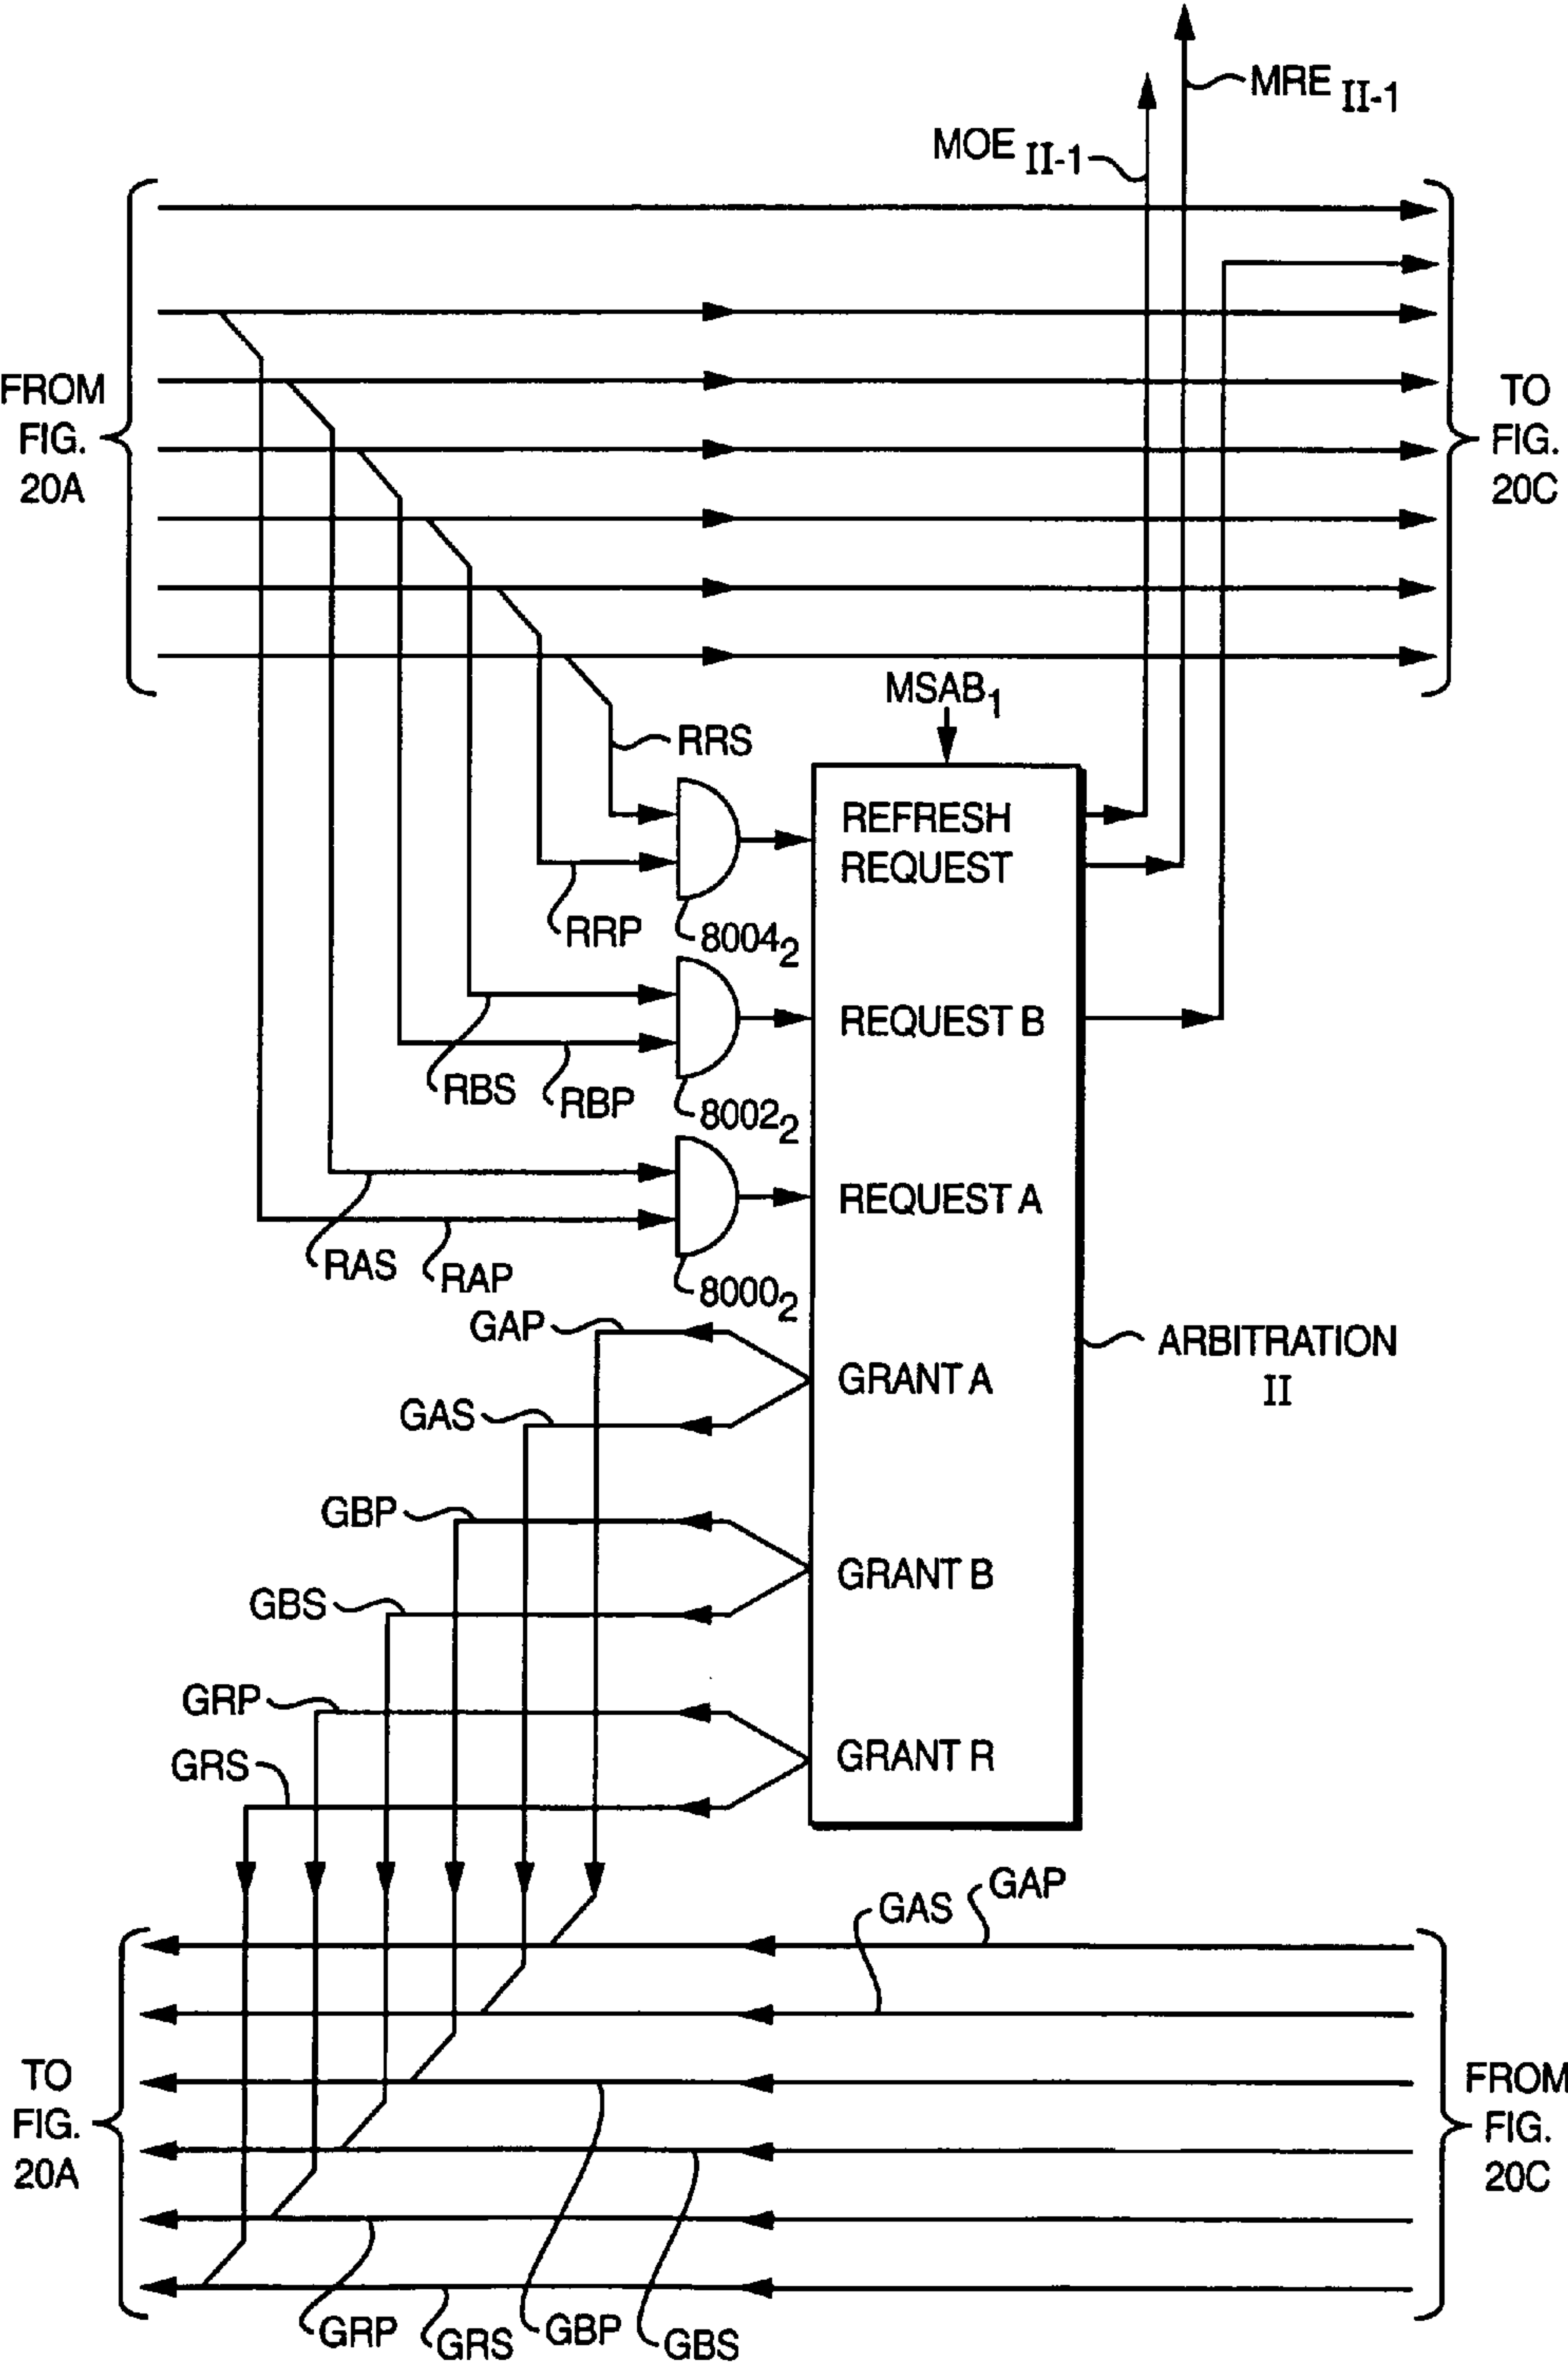 MRE II-1
MOE II-1
FROM
FIG.
20A
TO
FIG.
20C
MSAB1
RRS
REFRESH
REQUEST
RRP
80042
REQUEST B
RBS
RBP
80022
REQUEST A
RAS
RAP
80002
GAP
ARBITRATION
II
GRANT A
GAS
GBP
GRANT B
GBS
GRP
GRANT R
GRS
GAP
GAS
TO
FIG.
20A
FROM
FIG.
20C
GRP
GRS
GBP
GBS